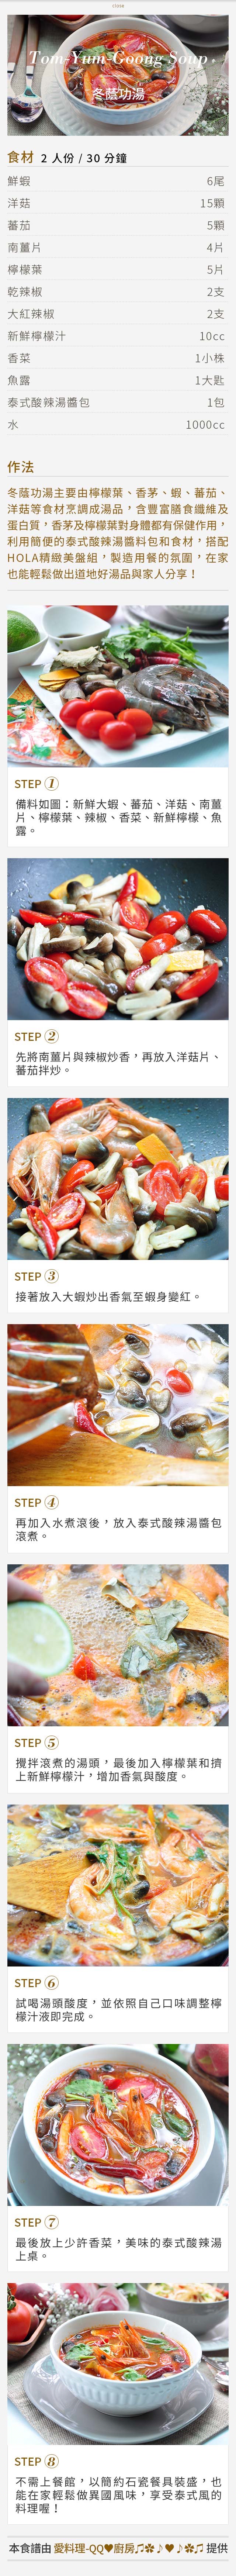 Tom-Yum-Goong Soup
冬蔭功湯
食材 2 人份 / 30 分鐘
鮮蝦 6尾
洋菇 15顆
蕃茄 5顆
南薑片 4片
檸檬葉 5片
乾辣椒 2支
大紅辣椒 2支
新鮮檸檬汁 10cc
香菜 1小株
魚露 1大匙
泰式酸辣湯醬包 1包
水 1000cc
作法
冬蔭功湯主要由檸檬葉、香茅、蝦、蕃茄、
洋菇等食材烹調成湯品，含豐富膳食纖維及
蛋白質，香茅及檸檬葉對身體都有保健作用，
利用簡便的泰式酸辣湯醬料包和食材，搭配
HOLA精緻美盤組，製造用餐的氛圍，在家
也能輕鬆做出道地好湯品與家人分享！
STEP 1
備料如圖：新鮮大蝦、蕃茄、洋菇、南薑
片、檸檬葉、辣椒、香菜、新鮮檸檬、魚
露。
STEP 2
先將南薑片與辣椒炒香，再放入洋菇片、
蕃茄拌炒。
STEP 3
接著放入大蝦炒出香氣至蝦身變紅。
STEP 4
再加入水煮滾後，放入泰式酸辣湯醬包
滾煮。
STEP 5
攪拌滾煮的湯頭，最後加入檸檬葉和擠
上新鮮檸檬汁，增加香氣與酸度。
STEP 6
試喝湯頭酸度，並依照自己口味調整檸
檬汁液即完成。
STEP 7
最後放上少許香菜，美味的泰式酸辣湯
上桌。
STEP 8
不需上餐館，以簡約石瓷餐具裝盛，也
能在家輕鬆做異國風味，享受泰式風的
料理喔！
本食譜由 愛料理-QQ♥廚房♫✿♪♥♪✿♫ 提供